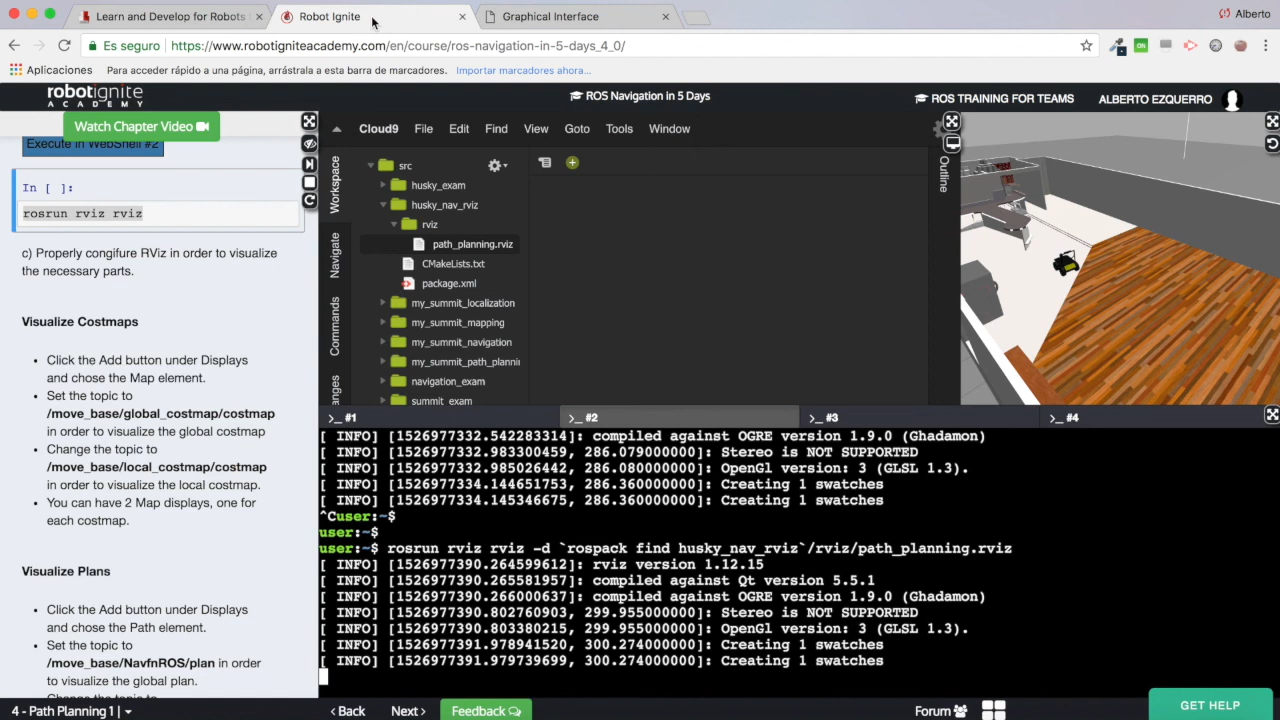 Learn and Develop for Robots
Robot Ignite
Graphical Interface
Alberto
Es seguro
https://www.robotigniteacademy.com/en/course/ros-navigation-in-5-days_4_0/
ON
Aplicaciones
Para acceder rápido a una página, arrástrala a esta barra de marcadores.
Importar marcadores ahora...
robotignite
ACADEMY
ROS Navigation in 5 Days
ROS TRAINING FOR TEAMS
ALBERTO EZQUERRO
Watch Chapter Video
Execute in WebShell #2
In [ ]:
rosrun rviz rviz
c) Properly congifure RViz in order to visualize
the necessary parts.
Visualize Costmaps
Click the Add button under Displays
and chose the Map element.
Set the topic to
/move_base/global_costmap/costmap
in order to visualize the global costmap
Change the topic to
/move_base/local_costmap/costmap
in order to visualize the local costmap.
You can have 2 Map displays, one for
each costmap.
Visualize Plans
Click the Add button under Displays
and chose the Path element.
Set the topic to
/move_base/NavfnROS/plan in order
to visualize the global plan.
Change the topic to
Cloud9
File
Edit
Find
View
Goto
Tools
Window
Workspace
Navigate
Commands
Outline
src
husky_exam
husky_nav_rviz
rviz
path_planning.rviz
CMakeLists.txt
package.xml
my_summit_localization
my_summit_mapping
my_summit_navigation
my_summit_path_plannin
navigation_exam
summit_exam
>_ #1
>_ #2
>_ #3
>_ #4
[ INFO] [1526977332.542283314]: compiled against OGRE version 1.9.0 (Ghadamon)
[ INFO] [1526977332.983300459, 286.079000000]: Stereo is NOT SUPPORTED
[ INFO] [1526977332.985026442, 286.080000000]: OpenGl version: 3 (GLSL 1.3).
[ INFO] [1526977334.144651753, 286.360000000]: Creating 1 swatches
[ INFO] [1526977334.145346675, 286.360000000]: Creating 1 swatches
^Cuser:~$
user:~$
user:~$ rosrun rviz rviz -d `rospack find husky_nav_rviz`/rviz/path_planning.rviz
[ INFO] [1526977390.264599612]: rviz version 1.12.15
[ INFO] [1526977390.265581957]: compiled against Qt version 5.5.1
[ INFO] [1526977390.266000637]: compiled against OGRE version 1.9.0 (Ghadamon)
[ INFO] [1526977390.802760903, 299.955000000]: Stereo is NOT SUPPORTED
[ INFO] [1526977390.803380215, 299.955000000]: OpenGl version: 3 (GLSL 1.3).
[ INFO] [1526977391.978941520, 300.274000000]: Creating 1 swatches
[ INFO] [1526977391.979739699, 300.274000000]: Creating 1 swatches
4 - Path Planning 1 |
‹ Back
Next ›
Feedback
Forum
GET HELP